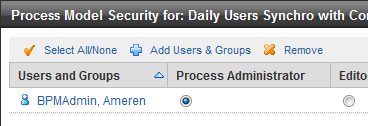 Process Model Security for: Daily Users Synchro with Co
Select All/None Add Users & Groups Remove
Users and Groups Process Administrator Edito
BPMAdmin, Ameren